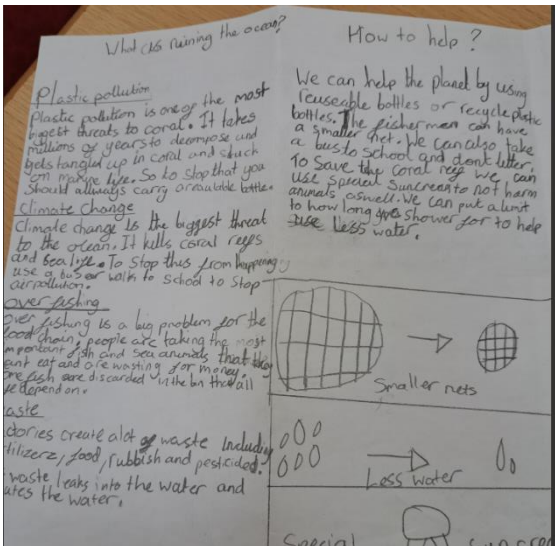 What is ruining the ocean?
Plastic pollution
Plastic pollution is one of the most
biggest threats to coral. It takes
millions of years to decompose and
gets tangled up in coral and stuck
on marine life. So to stop that you
should allways carry a reusable bottle.
Climate Change
Climate change is the biggest threat
to the ocean. It kills coral reefs
and sea life. To stop this from happening
use a bus or walk to school to stop
air pollution.
Over fishing
Over fishing is a big problem for the
food chain, people are taking the most
important fish and sea animals that they
cant eat and are wasting for money.
fish are discarded in the bin that all
depend on.
aste
tories create alot of waste including
tilizerz, food, rubbish and pesticided.
waste leaks into the water and
utes the water.
How to help?
We can help the planet by using
reuseable bottles or recycle plastic
bottles. The fishermen can have
a smaller net. We can also take
a bus to school and dont litter.
To save the coral reef we can
use special suncream to not harm
animals aswell. We can put a limit
to how long you shower for to help
use less water.
Smaller nets
Less water
Special